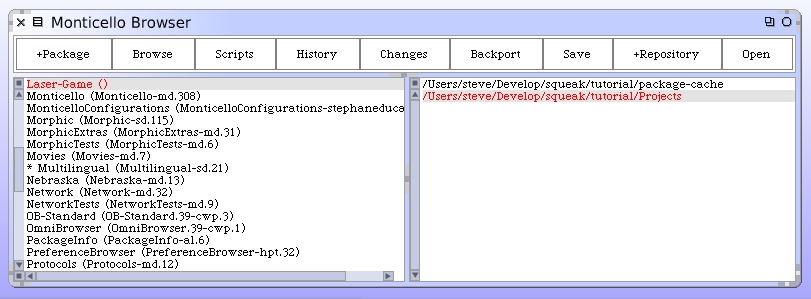 Monticello Browser
+Package Browse Scripts History Changes Backport Save +Repository Open
Laser-Game ()
Monticello (Monticello-md.308)
MonticelloConfigurations (MonticelloConfigurations-stephaneduca
Morphic (Morphic-sd.115)
MorphicExtras (MorphicExtras-md.31)
MorphicTests (MorphicTests-md.6)
Movies (Movies-md.7)
* Multilingual (Multilingual-sd.21)
Nebraska (Nebraska-md.13)
Network (Network-md.32)
NetworkTests (NetworkTests-md.9)
OB-Standard (OB-Standard.39-cwp.3)
OmniBrowser (OmniBrowser.39-cwp.1)
PackageInfo (PackageInfo-al.6)
PreferenceBrowser (PreferenceBrowser-hpt.32)
Protocols (Protocols-md.12)
/Users/steve/Develop/squeak/tutorial/package-cache
/Users/steve/Develop/squeak/tutorial/Projects